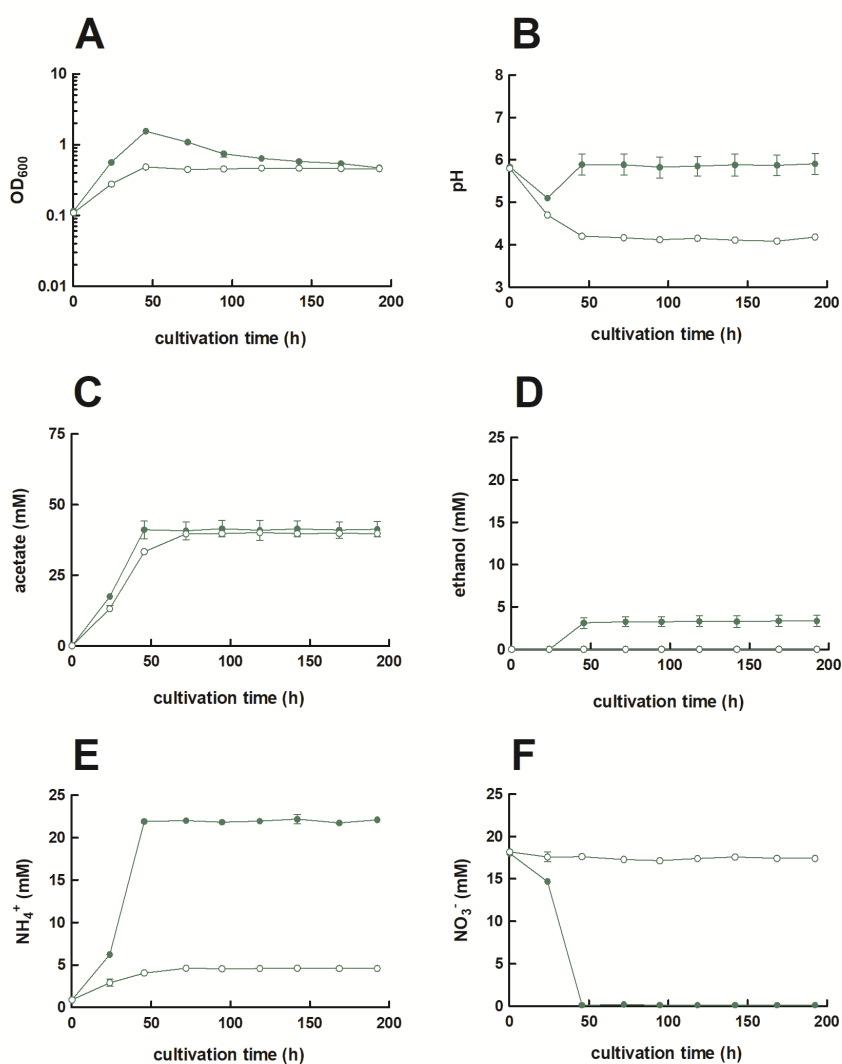 A
10
1
0.1
0.01
OD600
0 50 100 150 200
cultivation time (h)
B
8
7
6
5
4
3
pH
0 50 100 150 200
cultivation time (h)
C
75
50
25
0
acetate (mM)
0 50 100 150 200
cultivation time (h)
D
25
20
15
10
5
0
ethanol (mM)
0 50 100 150 200
cultivation time (h)
E
25
20
15
10
5
0
NH4+ (mM)
0 50 100 150 200
cultivation time (h)
F
25
20
15
10
5
0
NO3- (mM)
0 50 100 150 200
cultivation time (h)